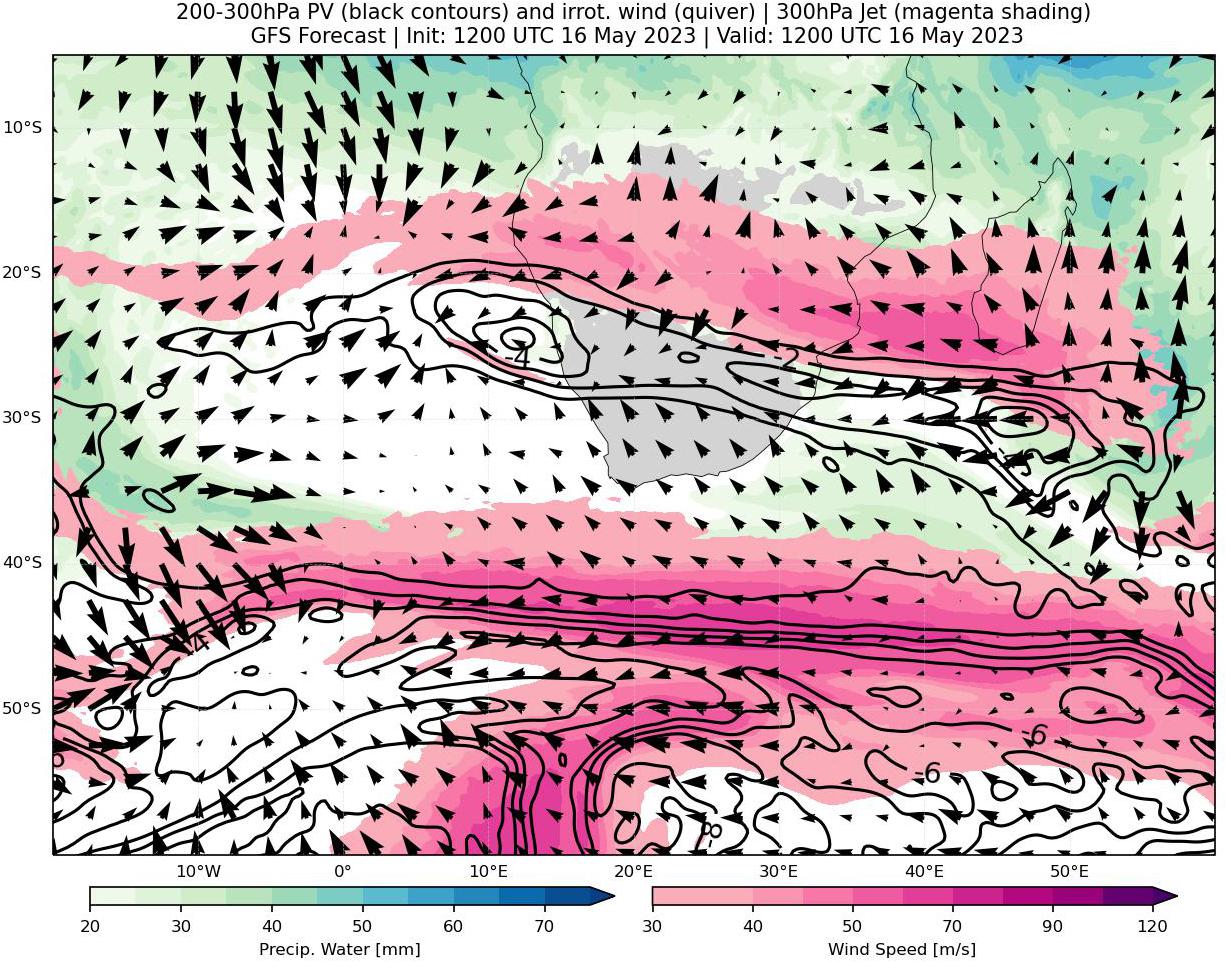 200-300hPa PV (black contours) and irrot. wind (quiver) | 300hPa Jet (magenta shading)
GFS Forecast | Init: 1200 UTC 16 May 2023 | Valid: 1200 UTC 16 May 2023
10°S
20°S
-4
-2
30°S
-4
40°S
-4
50°S
-6
-6
-8
10°W 0° 10°E 20°E 30°E 40°E 50°E
20 30 40 50 60 70
30 40 50 70 90 120
Precip. Water [mm]
Wind Speed [m/s]